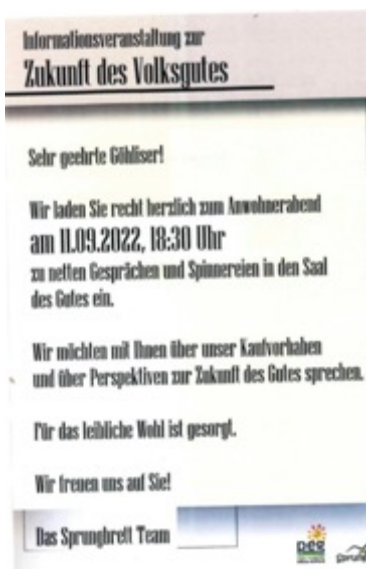 Informationsveranstaltung zur
Zukunft des Volksgutes
Sehr geehrte Göhliser!
Wir laden Sie recht herzlich zum Anwohnerabend
am 11.09.2022, 18:30 Uhr
zu netten Gesprächen und Spinnereien in den Saal
des Gutes ein.
Wir möchten mit Ihnen über unser Kaufvorhaben
und über Perspektiven zur Zukunft des Gutes sprechen.
Für das leibliche Wohl ist gesorgt.
Wir freuen uns auf Sie!
Das Sprungbrett Team